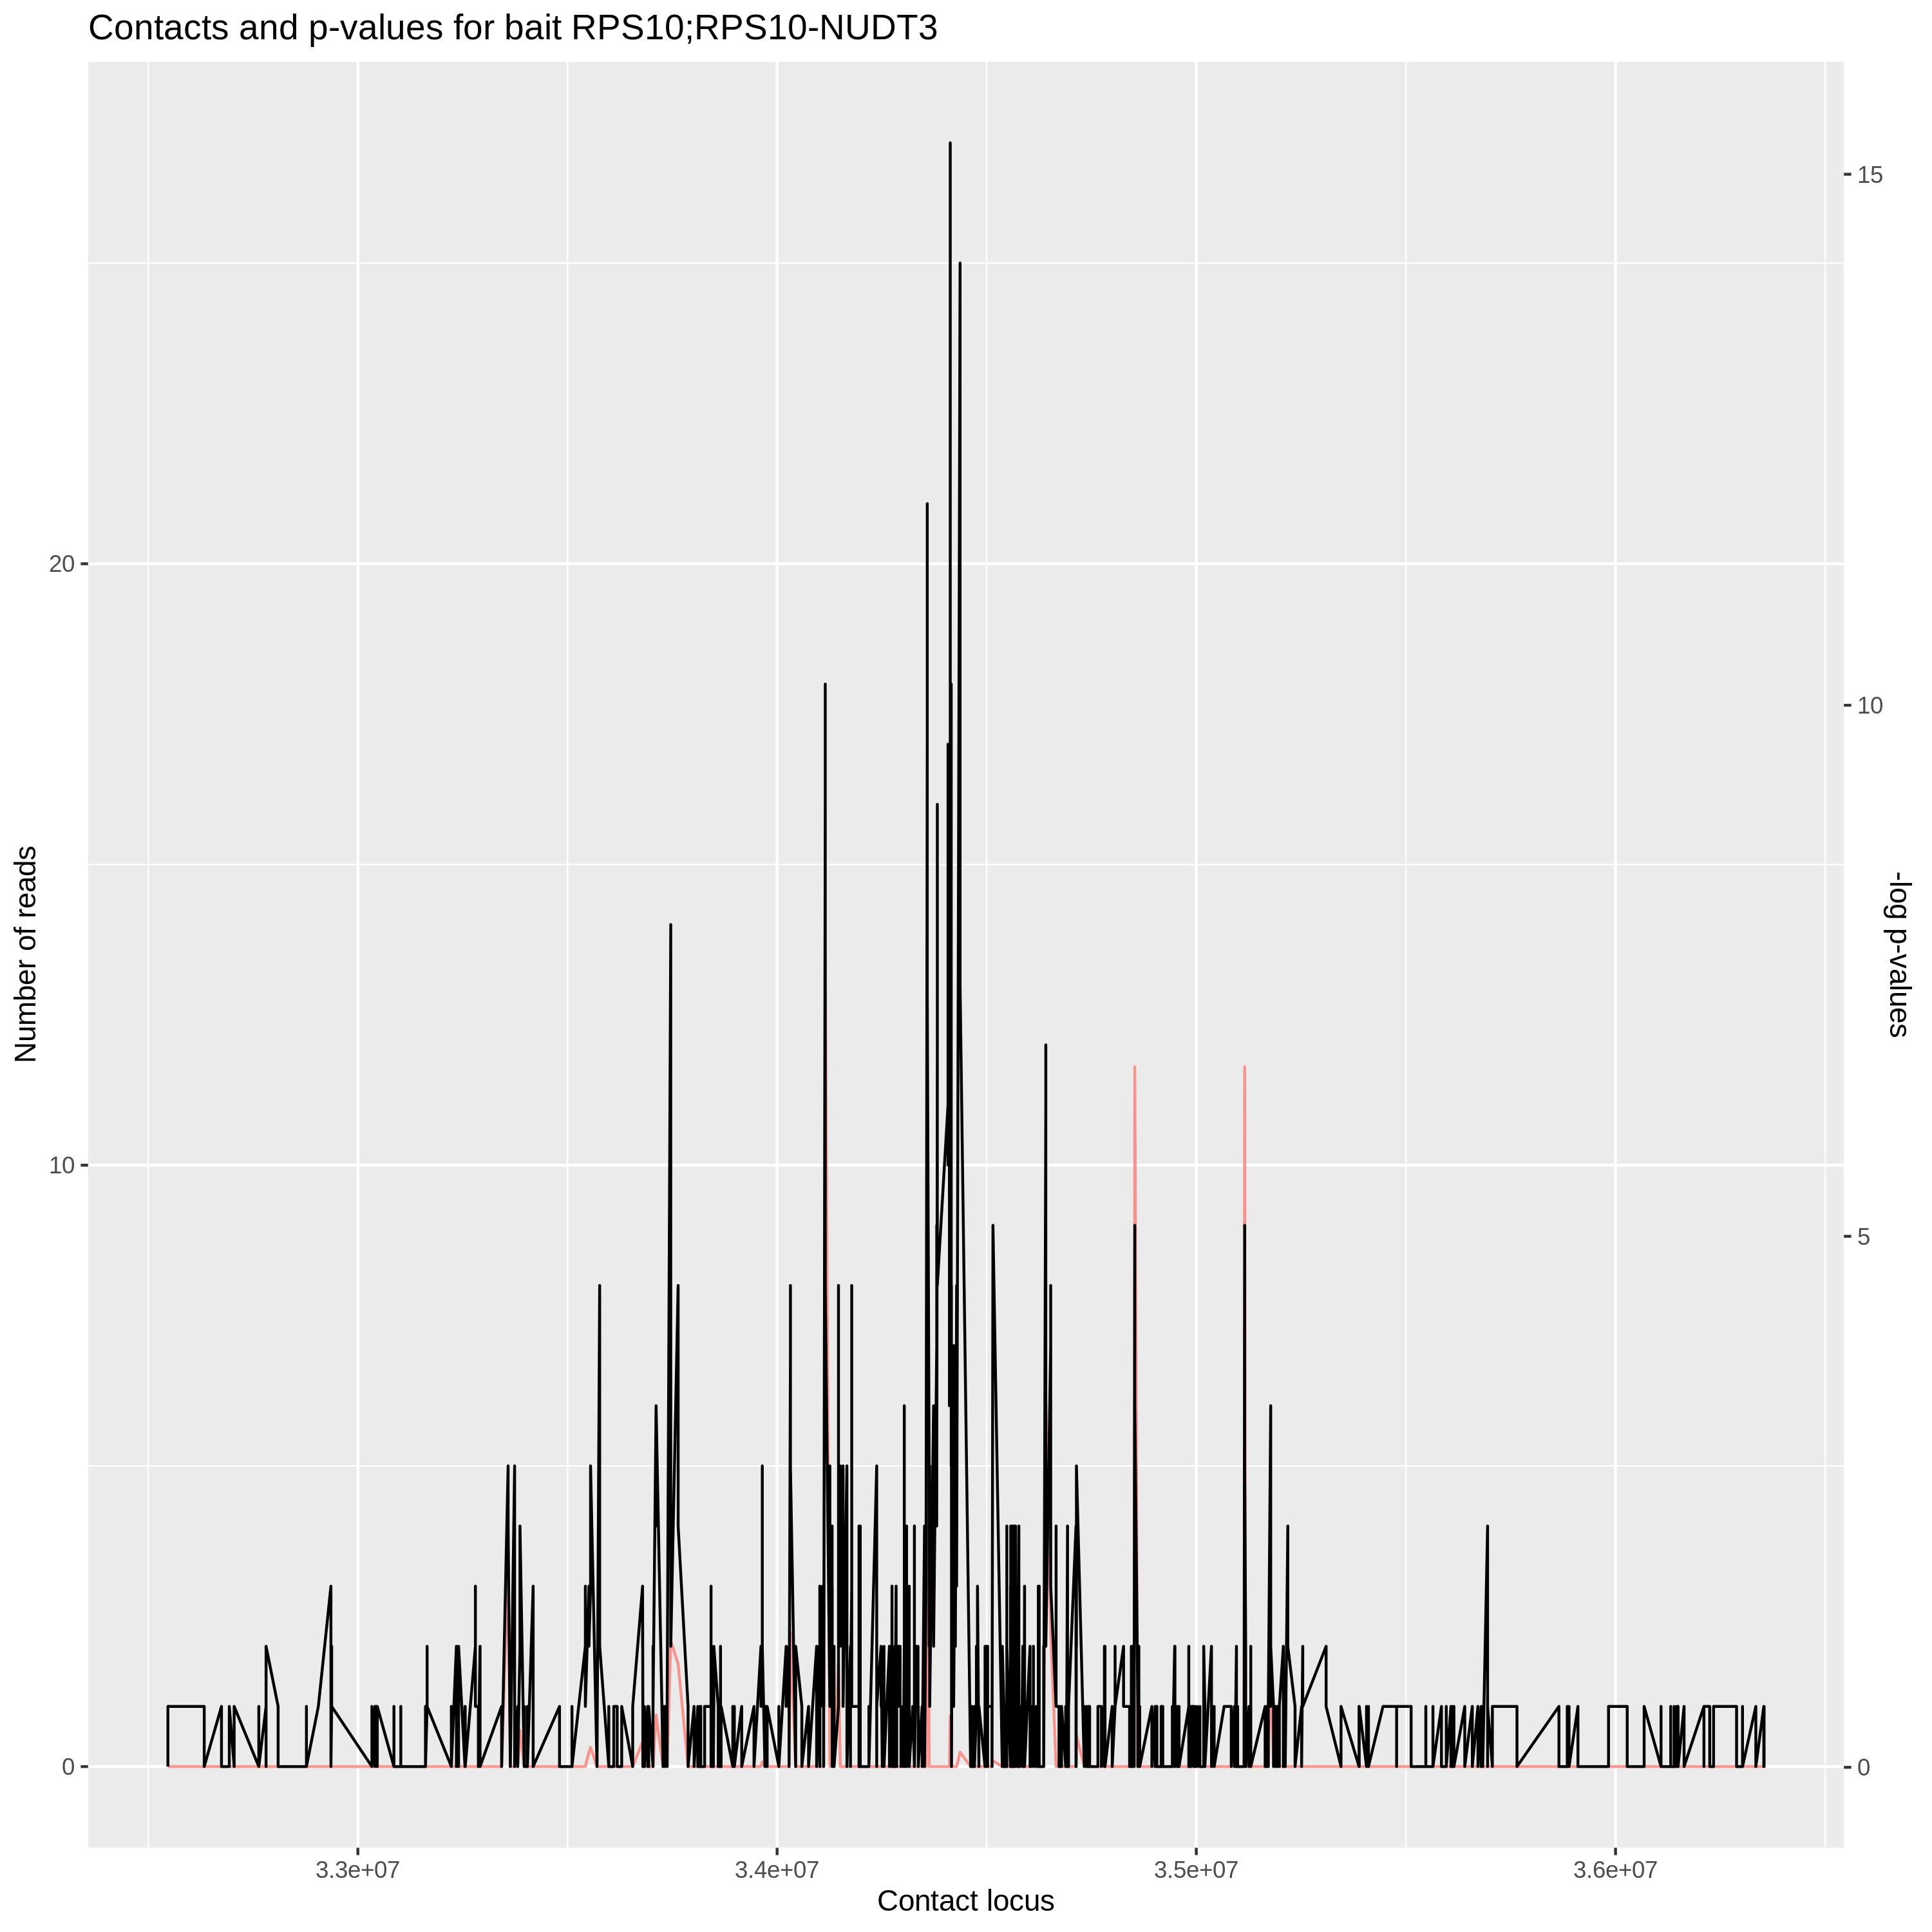 Contacts and p-values for bait RPS10;RPS10-NUDT3
Number of reads
20
10
0
15
10
5
0
-log p-values
3.3e+07 3.4e+07 3.5e+07 3.6e+07
Contact locus